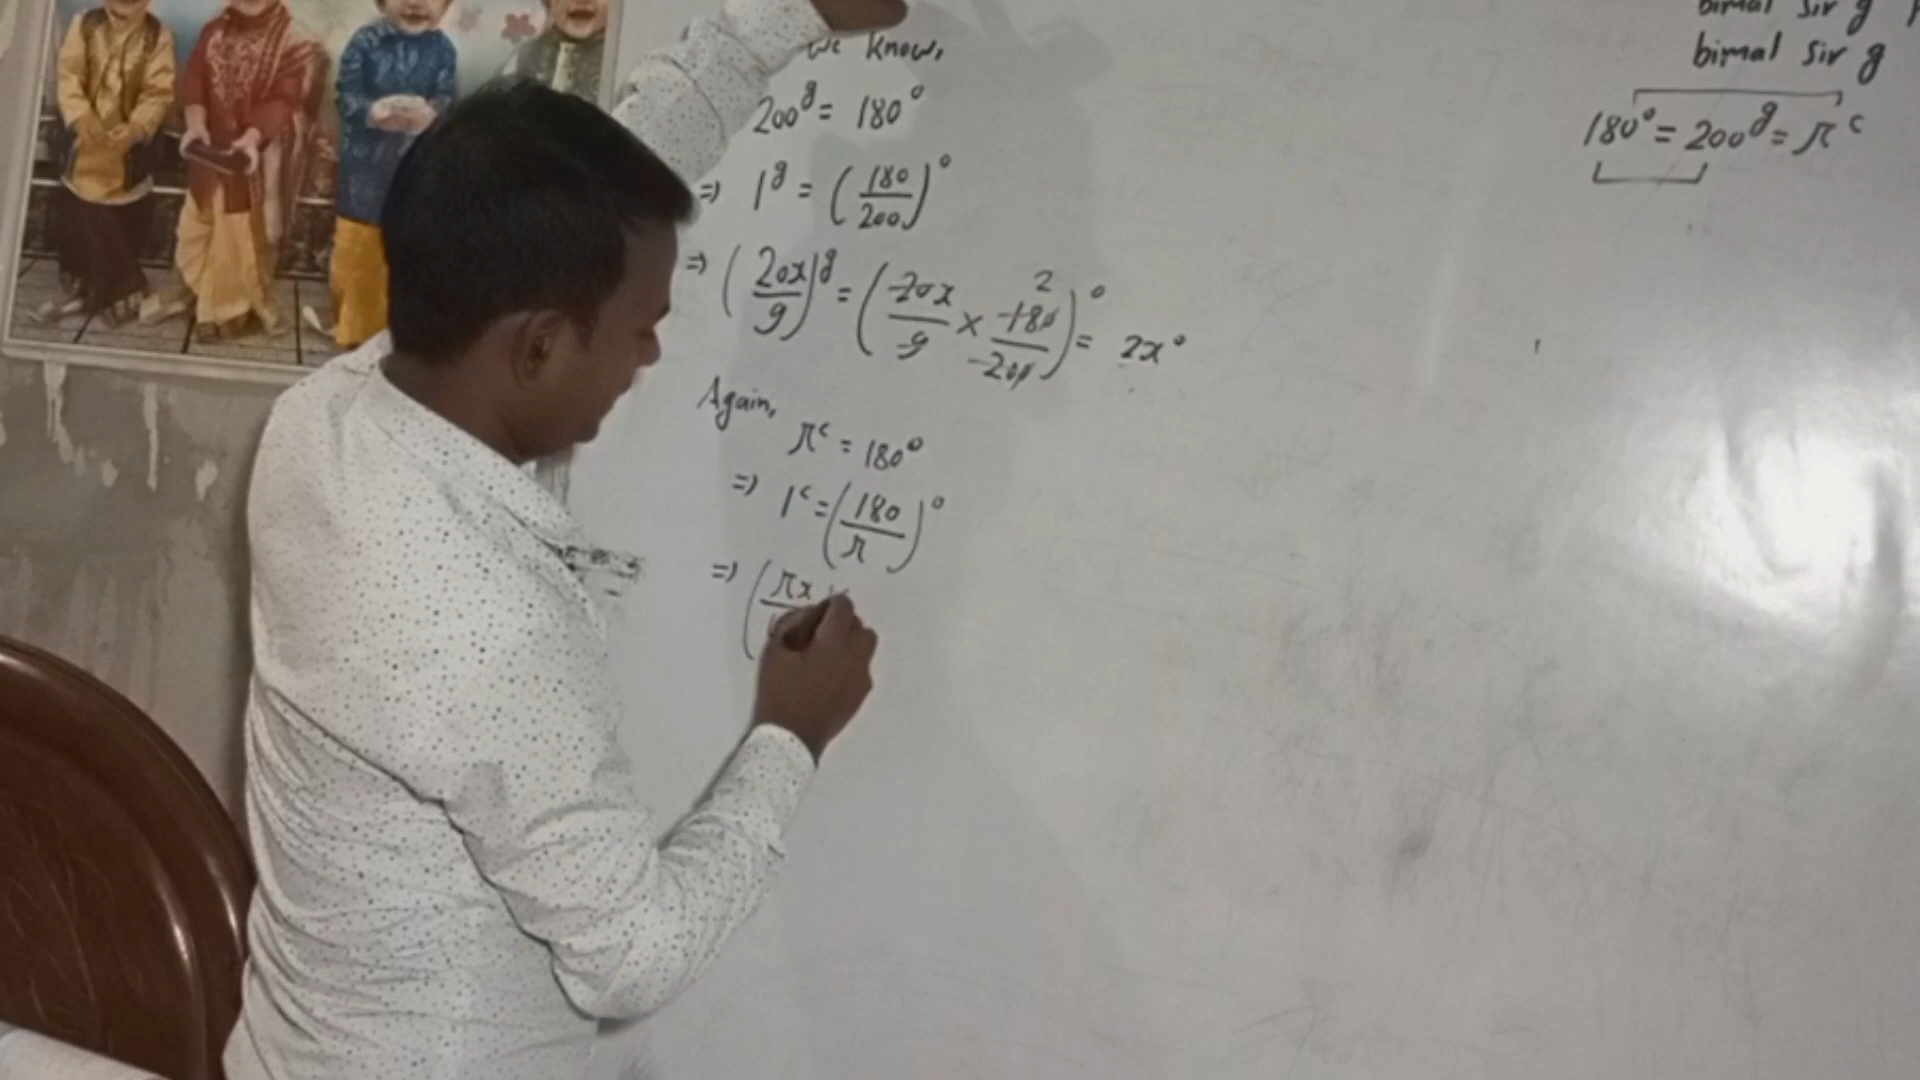 we know,
200^g = 180°
=> 1^g = (180/200)°
=> (20x/9)^g = (20x/9 × 180/200)° = 2x°
2
Again,
π^c = 180°
=> 1^c = (180/π)°
=> (πx
bimal sir g
bimal sir g
180° = 200^g = π^c